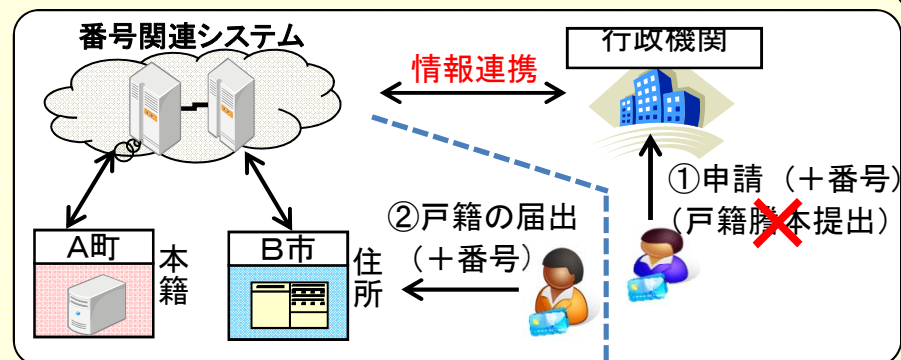 番号関連システム
行政機関
情報連携
①申請（＋番号）
（戸籍謄本提出）
②戸籍の届出
（＋番号）
A町
本籍
B市
住所